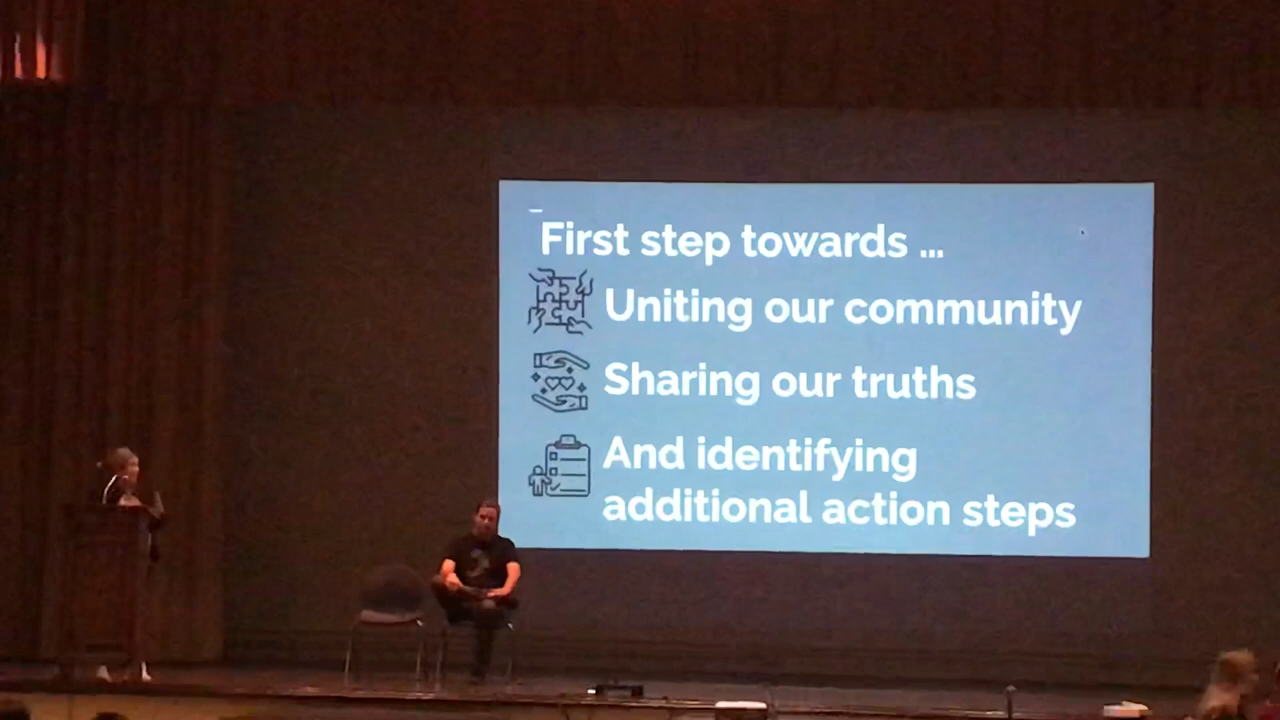 First step towards ...
Uniting our community
Sharing our truths
And identifying
additional action steps